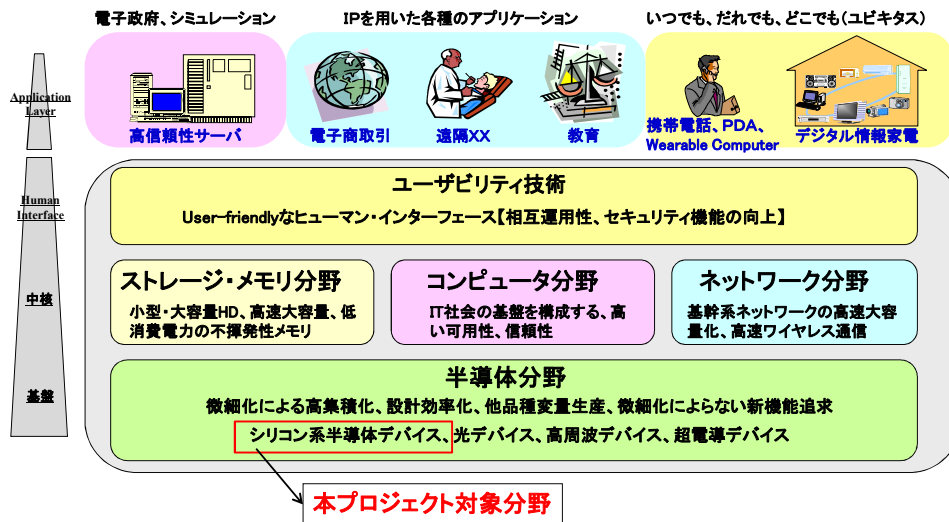 電子政府、シミュレーション
IPを用いた各種のアプリケーション
いつでも、だれでも、どこでも（ユビキタス）
Application
Layer
高信頼性サーバ
電子商取引
遠隔XX
教育
携帯電話、PDA、
Wearable Computer
デジタル情報家電
Human
Interface
ユーザビリティ技術
User-friendlyなヒューマン・インターフェース【相互運用性、セキュリティ機能の向上】
中核
ストレージ・メモリ分野
小型・大容量HD、高速大容量、低
消費電力の不揮発性メモリ
コンピュータ分野
IT社会の基盤を構成する、高
い可用性、信頼性
ネットワーク分野
基幹系ネットワークの高速大容
量化、高速ワイヤレス通信
基盤
半導体分野
微細化による高集積化、設計効率化、他品種変量生産、微細化によらない新機能追求
シリコン系半導体デバイス、光デバイス、高周波デバイス、超電導デバイス
本プロジェクト対象分野